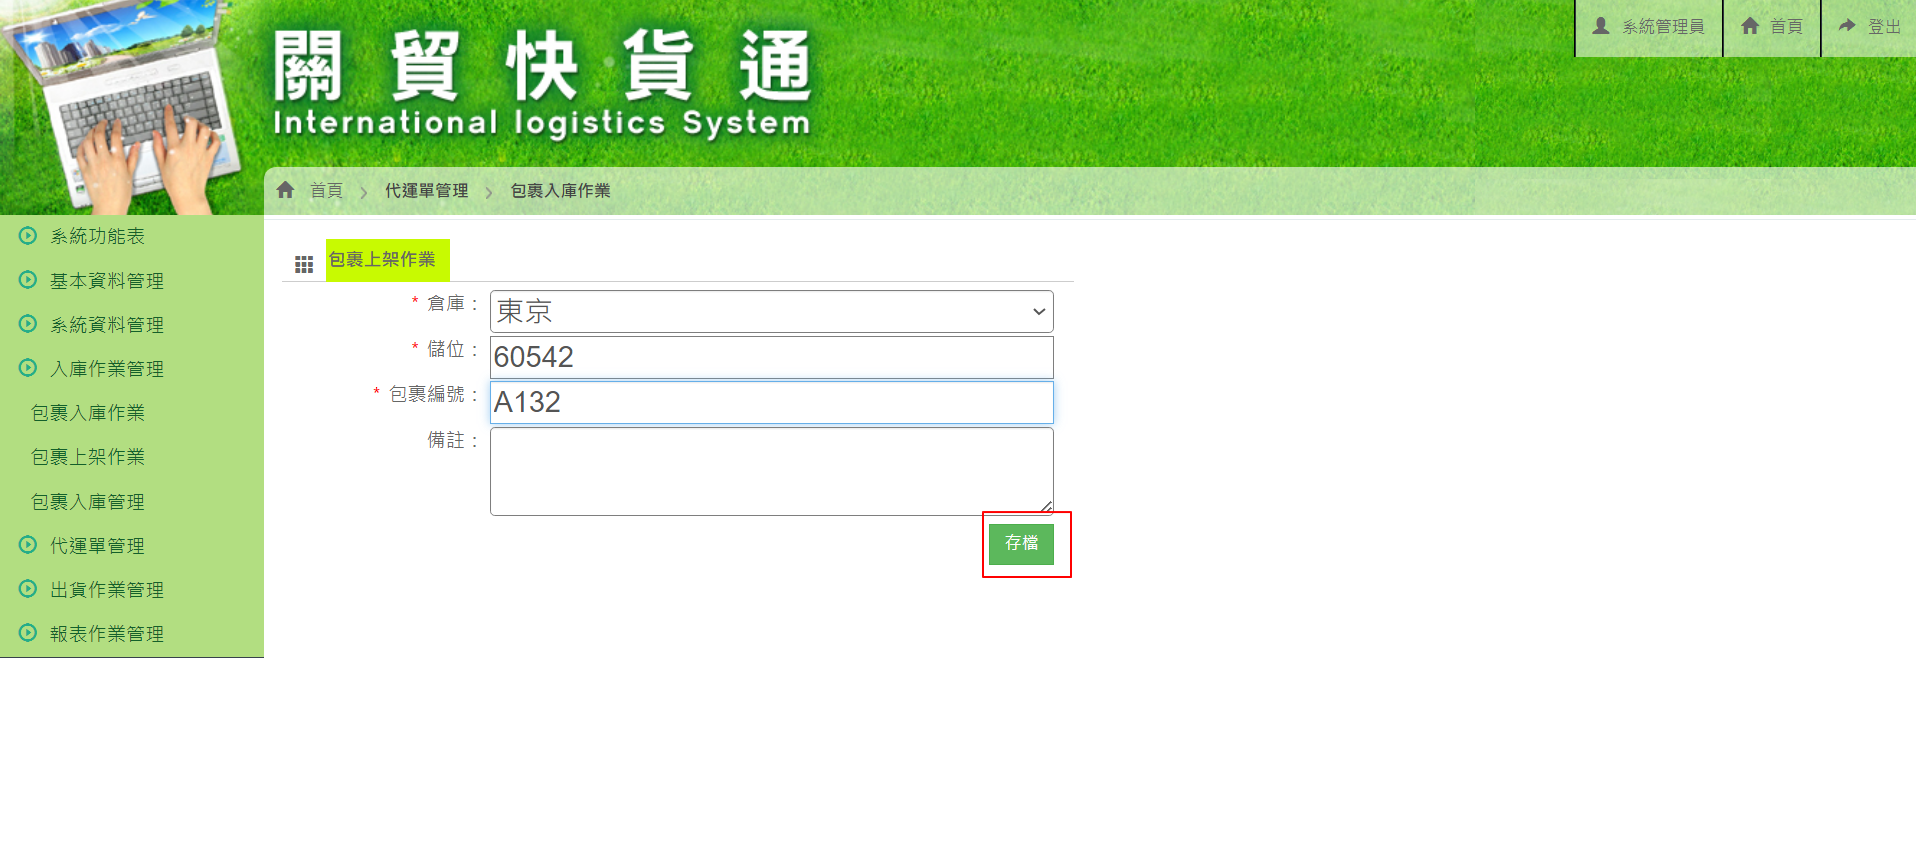 關貿快貨通
International logistics System
系統管理員
首頁
登出
首頁 > 代運單管理 > 包裹入庫作業
系統功能表
基本資料管理
系統資料管理
入庫作業管理
包裹入庫作業
包裹上架作業
包裹入庫管理
代運單管理
出貨作業管理
報表作業管理
包裹上架作業
* 倉庫： 東京
* 儲位： 60542
* 包裹編號： A132
備註：
存檔